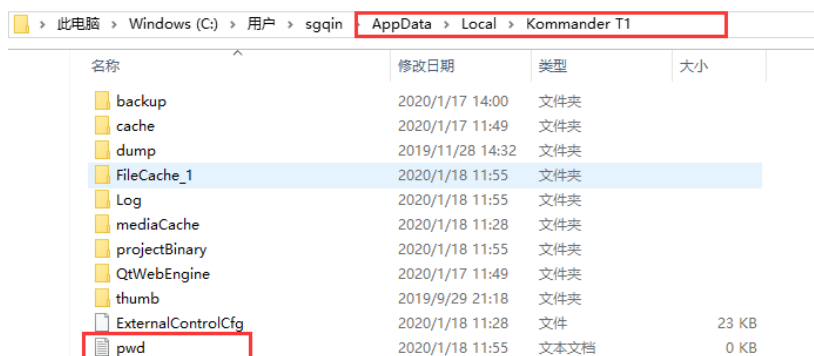 > 此电脑 > Windows (C:) > 用户 > sgqin > AppData > Local > Kommander T1
名称 修改日期 类型 大小
backup 2020/1/17 14:00 文件夹
cache 2020/1/17 11:49 文件夹
dump 2019/11/28 14:32 文件夹
FileCache_1 2020/1/18 11:55 文件夹
Log 2020/1/18 11:55 文件夹
mediaCache 2020/1/18 11:28 文件夹
projectBinary 2020/1/18 11:55 文件夹
QtWebEngine 2020/1/17 11:49 文件夹
thumb 2019/9/29 21:18 文件夹
ExternalControlCfg 2020/1/18 11:28 文件 23 KB
pwd 2020/1/18 11:55 文本文档 0 KB